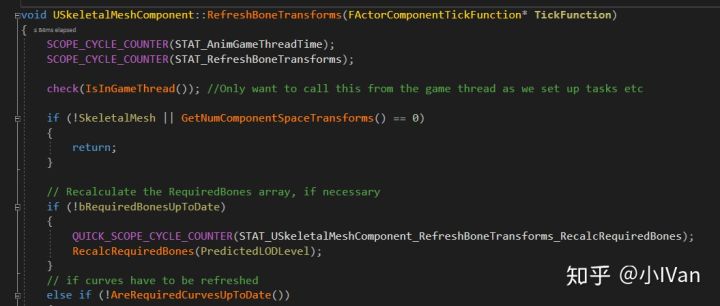 void USkeletalMeshComponent::RefreshBoneTransforms(FActorComponentTickFunction* TickFunction)
{
SCOPE_CYCLE_COUNTER(STAT_AnimGameThreadTime);
SCOPE_CYCLE_COUNTER(STAT_RefreshBoneTransforms);
check(IsInGameThread()); //Only want to call this from the game thread as we set up tasks etc
if (!SkeletalMesh || GetNumComponentSpaceTransforms() == 0)
{
return;
}
// Recalculate the RequiredBones array, if necessary
if (!bRequiredBonesUpToDate)
{
QUICK_SCOPE_CYCLE_COUNTER(STAT_USkeletalMeshComponent_RefreshBoneTransforms_RecalcRequiredBones);
RecalcRequiredBones(PredictedLODLevel);
}
// if curves have to be refreshed
else if (!AreRequiredCurvesUpToDate())
知乎 @小IVan